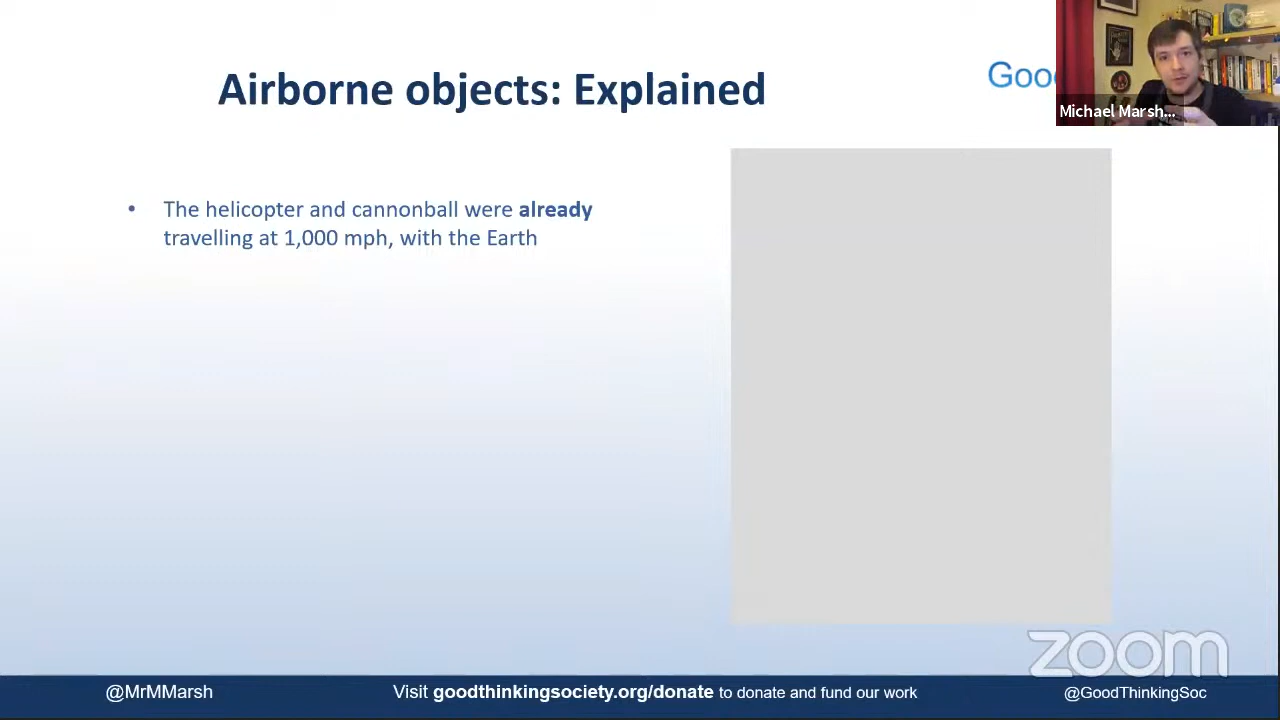 Airborne objects: Explained
Goo
Michael Marsh...
• The helicopter and cannonball were already
travelling at 1,000 mph, with the Earth
zoom
@MrMMarsh
Visit goodthinkingsociety.org/donate to donate and fund our work
@GoodThinkingSoc